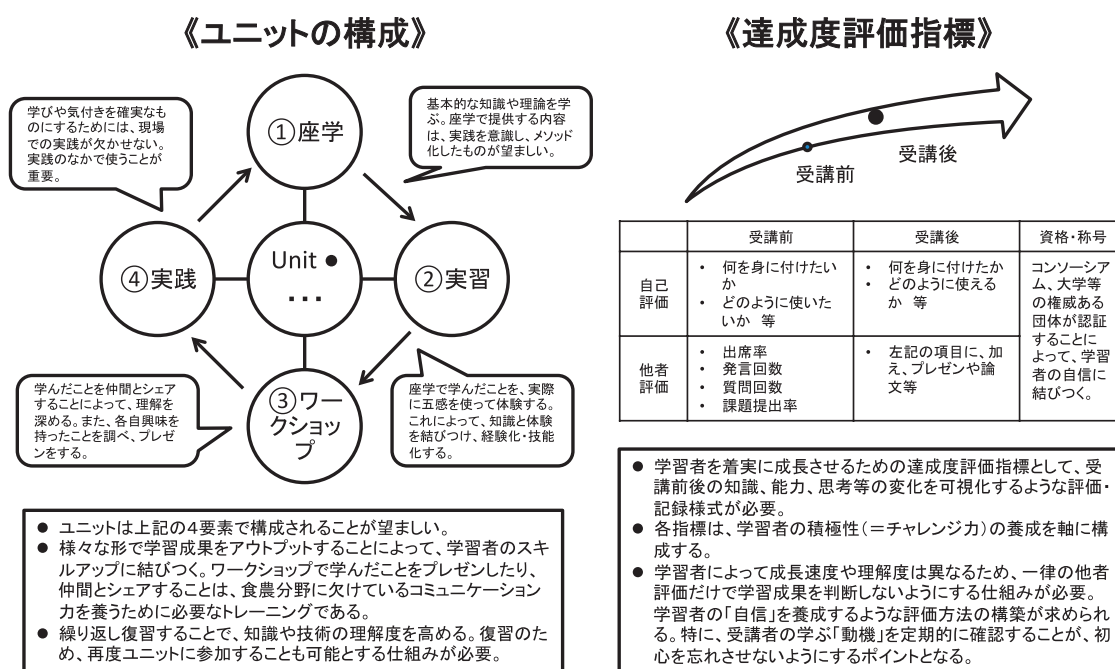 《ユニットの構成》
学びや気付きを確実なも
のにするためには、現場
での実践が欠かせない。
実践のなかで使うことが
重要。
①座学
基本的な知識や理論を学
ぶ。座学で提供する内容
は、実践を意識し、メソッド
化したものが望ましい。
④実践
Unit ●
...
②実習
学んだことを仲間とシェア
することによって、理解を
深める。また、各自興味を
持ったことを調べ、プレゼ
ンをする。
③ワー
クショッ
プ
座学で学んだことを、実際
に五感を使って体験する。
これによって、知識と体験
を結びつけ、経験化・技能
化する。
● ユニットは上記の4要素で構成されることが望ましい。
● 様々な形で学習成果をアウトプットすることによって、学習者のスキ
ルアップに結びつく。ワークショップで学んだことをプレゼンしたり、
仲間とシェアすることは、食農分野に欠けているコミュニケーション
力を養うために必要なトレーニングである。
● 繰り返し復習することで、知識や技術の理解度を高める。復習のた
め、再度ユニットに参加することも可能とする仕組みが必要。
《達成度評価指標》
受講前
受講後
受講前
受講後
資格・称号
自己
評価
• 何を身に付けたい
か
• どのように使いた
いか 等
• 何を身に付けたか
• どのように使える
か 等
コンソーシア
ム、大学等
の権威ある
団体が認証
することに
よって、学習
者の自信に
結びつく。
他者
評価
• 出席率
• 発言回数
• 質問回数
• 課題提出率
• 左記の項目に、加
え、プレゼンや論
文等
● 学習者を着実に成長させるための達成度評価指標として、受
講前後の知識、能力、思考等の変化を可視化するような評価・
記録様式が必要。
● 各指標は、学習者の積極性(=チャレンジ力)の養成を軸に構
成する。
● 学習者によって成長速度や理解度は異なるため、一律の他者
評価だけで学習成果を判断しないようにする仕組みが必要。
学習者の「自信」を養成するような評価方法の構築が求められ
る。特に、受講者の学ぶ「動機」を定期的に確認することが、初
心を忘れさせないようにするポイントとなる。